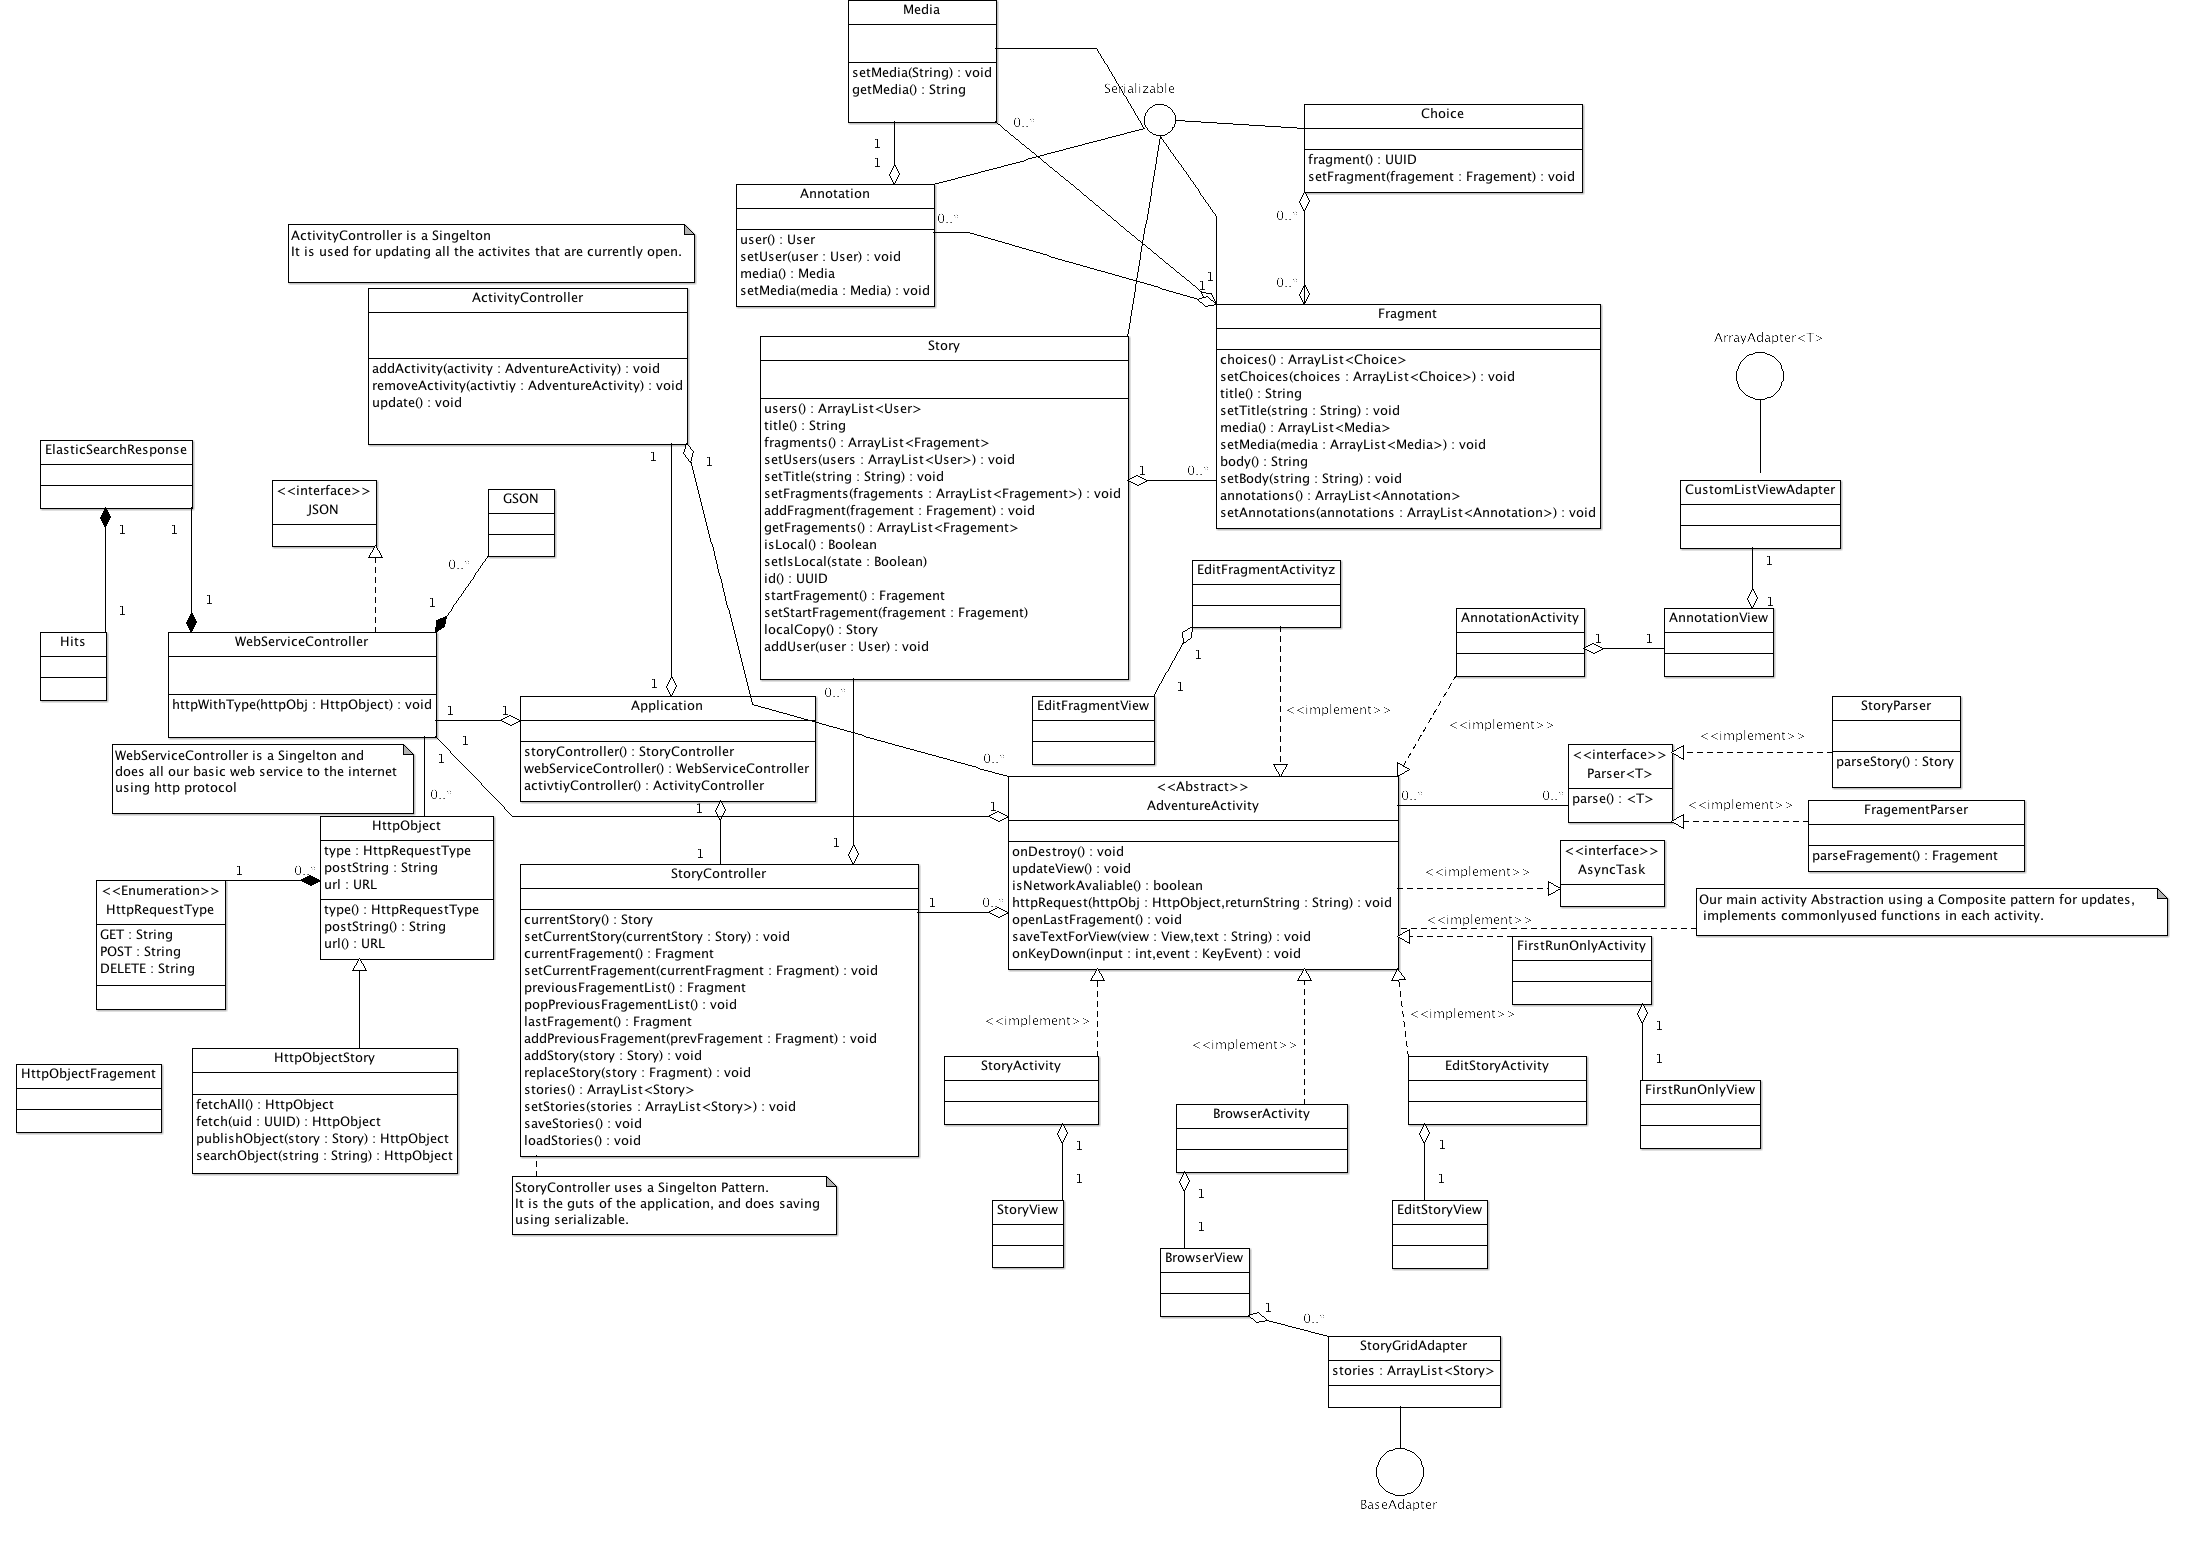 Media
setMedia(String) : void
getMedia() : String
Serializable
0..*
Choice
fragment() : UUID
setFragment(fragement : Fragement) : void
1
1
Annotation
user() : User
setUser(user : User) : void
media() : Media
setMedia(media : Media) : void
0..*
0..*
0..*
1
1
ActivityController is a Singelton
It is used for updating all the activites that are currently open.
ActivityController
addActivity(activity : AdventureActivity) : void
removeActivity(activtiy : AdventureActivity) : void
update() : void
1
1
Story
users() : ArrayList<User>
title() : String
fragments() : ArrayList<Fragement>
setUsers(users : ArrayList<User>) : void
setTitle(string : String) : void
setFragments(fragements : ArrayList<Fragement>) : void
addFragment(fragement : Fragement) : void
getFragements() : ArrayList<Fragement>
isLocal() : Boolean
setIsLocal(state : Boolean)
id() : UUID
startFragement() : Fragement
setStartFragement(fragement : Fragement)
localCopy() : Story
addUser(user : User) : void
1
0..*
Fragment
choices() : ArrayList<Choice>
setChoices(choices : ArrayList<Choice>) : void
title() : String
setTitle(string : String) : void
media() : ArrayList<Media>
setMedia(media : ArrayList<Media>) : void
body() : String
setBody(string : String) : void
annotations() : ArrayList<Annotation>
setAnnotations(annotations : ArrayList<Annotation>) : void
ArrayAdapter<T>
CustomListViewAdapter
1
1
ElasticSearchResponse
1
1
<<interface>>
JSON
GSON
0..*
1
1
1
Hits
WebServiceController
httpWithType(httpObj : HttpObject) : void
WebServiceController is a Singelton and
does all our basic web service to the internet
using http protocol
1
1
1
1
0..*
1
Application
storyController() : StoryController
webServiceController() : WebServiceController
activtiyController() : ActivityController
1
1
0..*
1
EditFragmentActivityz
1
1
EditFragmentView
<<implement>>
AnnotationActivity
1
1
AnnotationView
<<implement>>
StoryParser
parseStory() : Story
<<implement>>
<<interface>>
Parser<T>
parse() : <T>
0..*
0..*
<<implement>>
FragementParser
parseFragement() : Fragement
<<interface>>
AsyncTask
<<implement>>
Our main activity Abstraction using a Composite pattern for updates,
implements commonlyused functions in each activity.
<<implement>>
FirstRunOnlyActivity
1
1
FirstRunOnlyView
0..*
1
<<Abstract>>
AdventureActivity
onDestroy() : void
updateView() : void
isNetworkAvaliable() : boolean
httpRequest(httpObj : HttpObject,returnString : String) : void
openLastFragement() : void
saveTextForView(view : View,text : String) : void
onKeyDown(input : int,event : KeyEvent) : void
1
0..*
HttpObject
type : HttpRequestType
postString : String
url : URL
type() : HttpRequestType
postString() : String
url() : URL
1
0..*
<<Enumeration>>
HttpRequestType
GET : String
POST : String
DELETE : String
StoryController
currentStory() : Story
setCurrentStory(currentStory : Story) : void
currentFragement() : Fragment
setCurrentFragement(currentFragment : Fragment) : void
previousFragementList() : Fragment
popPreviousFragementList() : void
lastFragement() : Fragment
addPreviousFragement(prevFragement : Fragment) : void
addStory(story : Story) : void
replaceStory(story : Fragment) : void
stories() : ArrayList<Story>
setStories(stories : ArrayList<Story>) : void
saveStories() : void
loadStories() : void
StoryController uses a Singelton Pattern.
It is the guts of the application, and does saving
using serializable.
HttpObjectFragement
HttpObjectStory
fetchAll() : HttpObject
fetch(uid : UUID) : HttpObject
publishObject(story : Story) : HttpObject
searchObject(string : String) : HttpObject
<<implement>>
<<implement>>
<<implement>>
StoryActivity
1
1
StoryView
BrowserActivity
1
1
BrowserView
1
0..*
EditStoryActivity
1
1
EditStoryView
StoryGridAdapter
stories : ArrayList<Story>
BaseAdapter